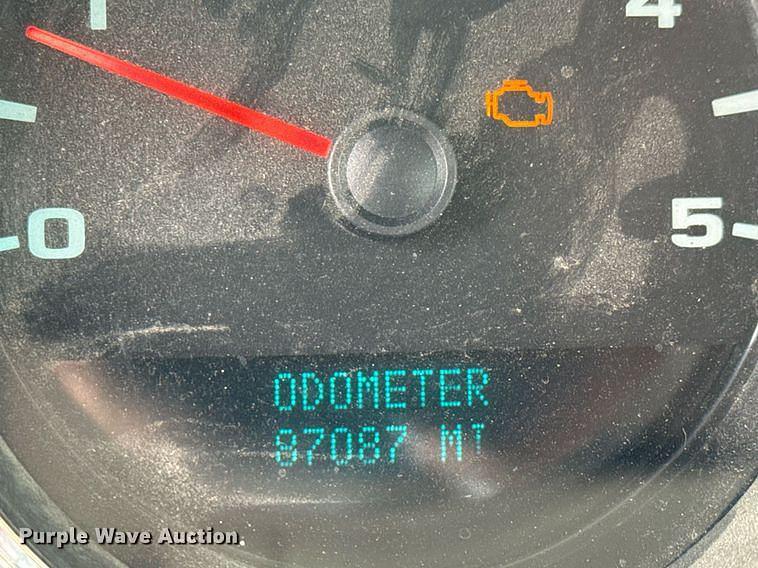 1
4
0
5
ODOMETER
87087 MI
Purple Wave Auction